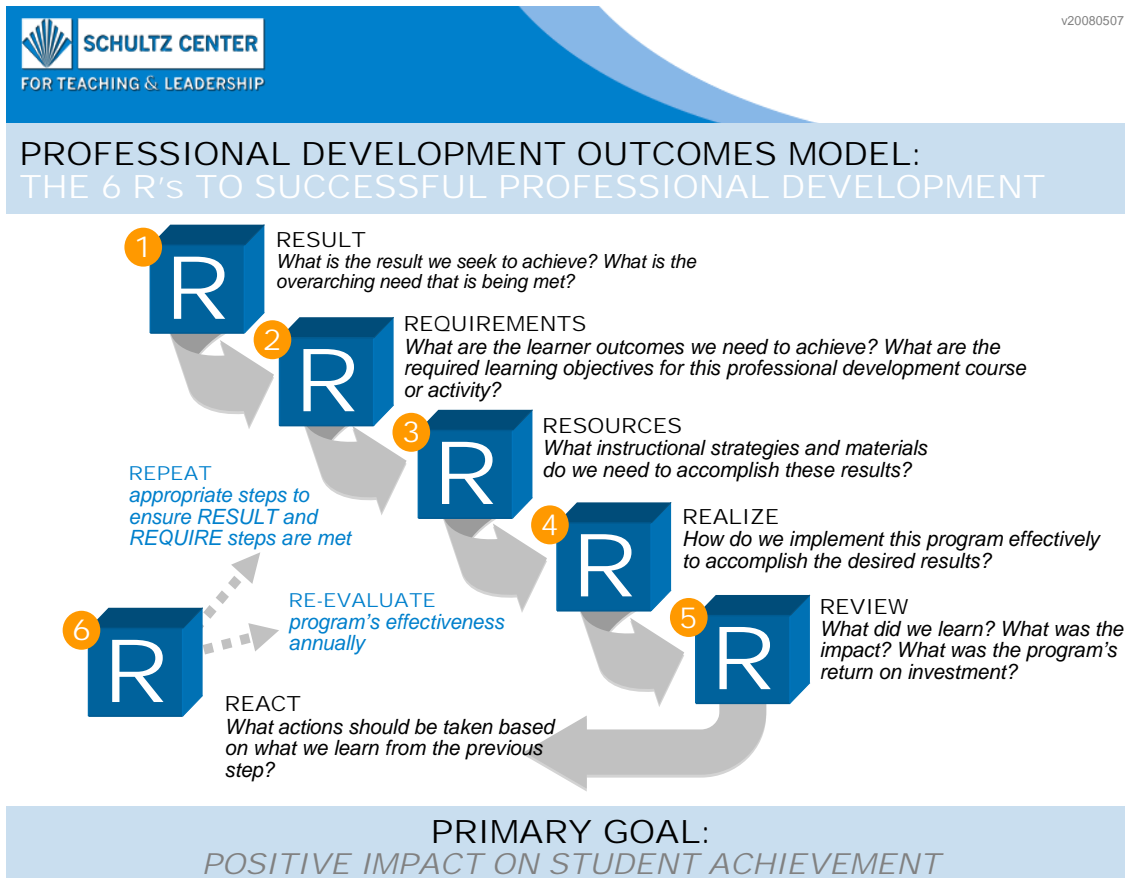 v20080507
SCHULTZ CENTER
FOR TEACHING & LEADERSHIP
PROFESSIONAL DEVELOPMENT OUTCOMES MODEL:
THE 6 R's TO SUCCESSFUL PROFESSIONAL DEVELOPMENT
1
R
RESULT
What is the result we seek to achieve? What is the
overarching need that is being met?
2
R
REQUIREMENTS
What are the learner outcomes we need to achieve? What are the
required learning objectives for this professional development course
or activity?
3
R
RESOURCES
What instructional strategies and materials
do we need to accomplish these results?
4
R
REALIZE
How do we implement this program effectively
to accomplish the desired results?
5
R
REVIEW
What did we learn? What was the
impact? What was the program's
return on investment?
6
R
REACT
What actions should be taken based
on what we learn from the previous
step?
REPEAT
appropriate steps to
ensure RESULT and
REQUIRE steps are met
RE-EVALUATE
program's effectiveness
annually
PRIMARY GOAL:
POSITIVE IMPACT ON STUDENT ACHIEVEMENT